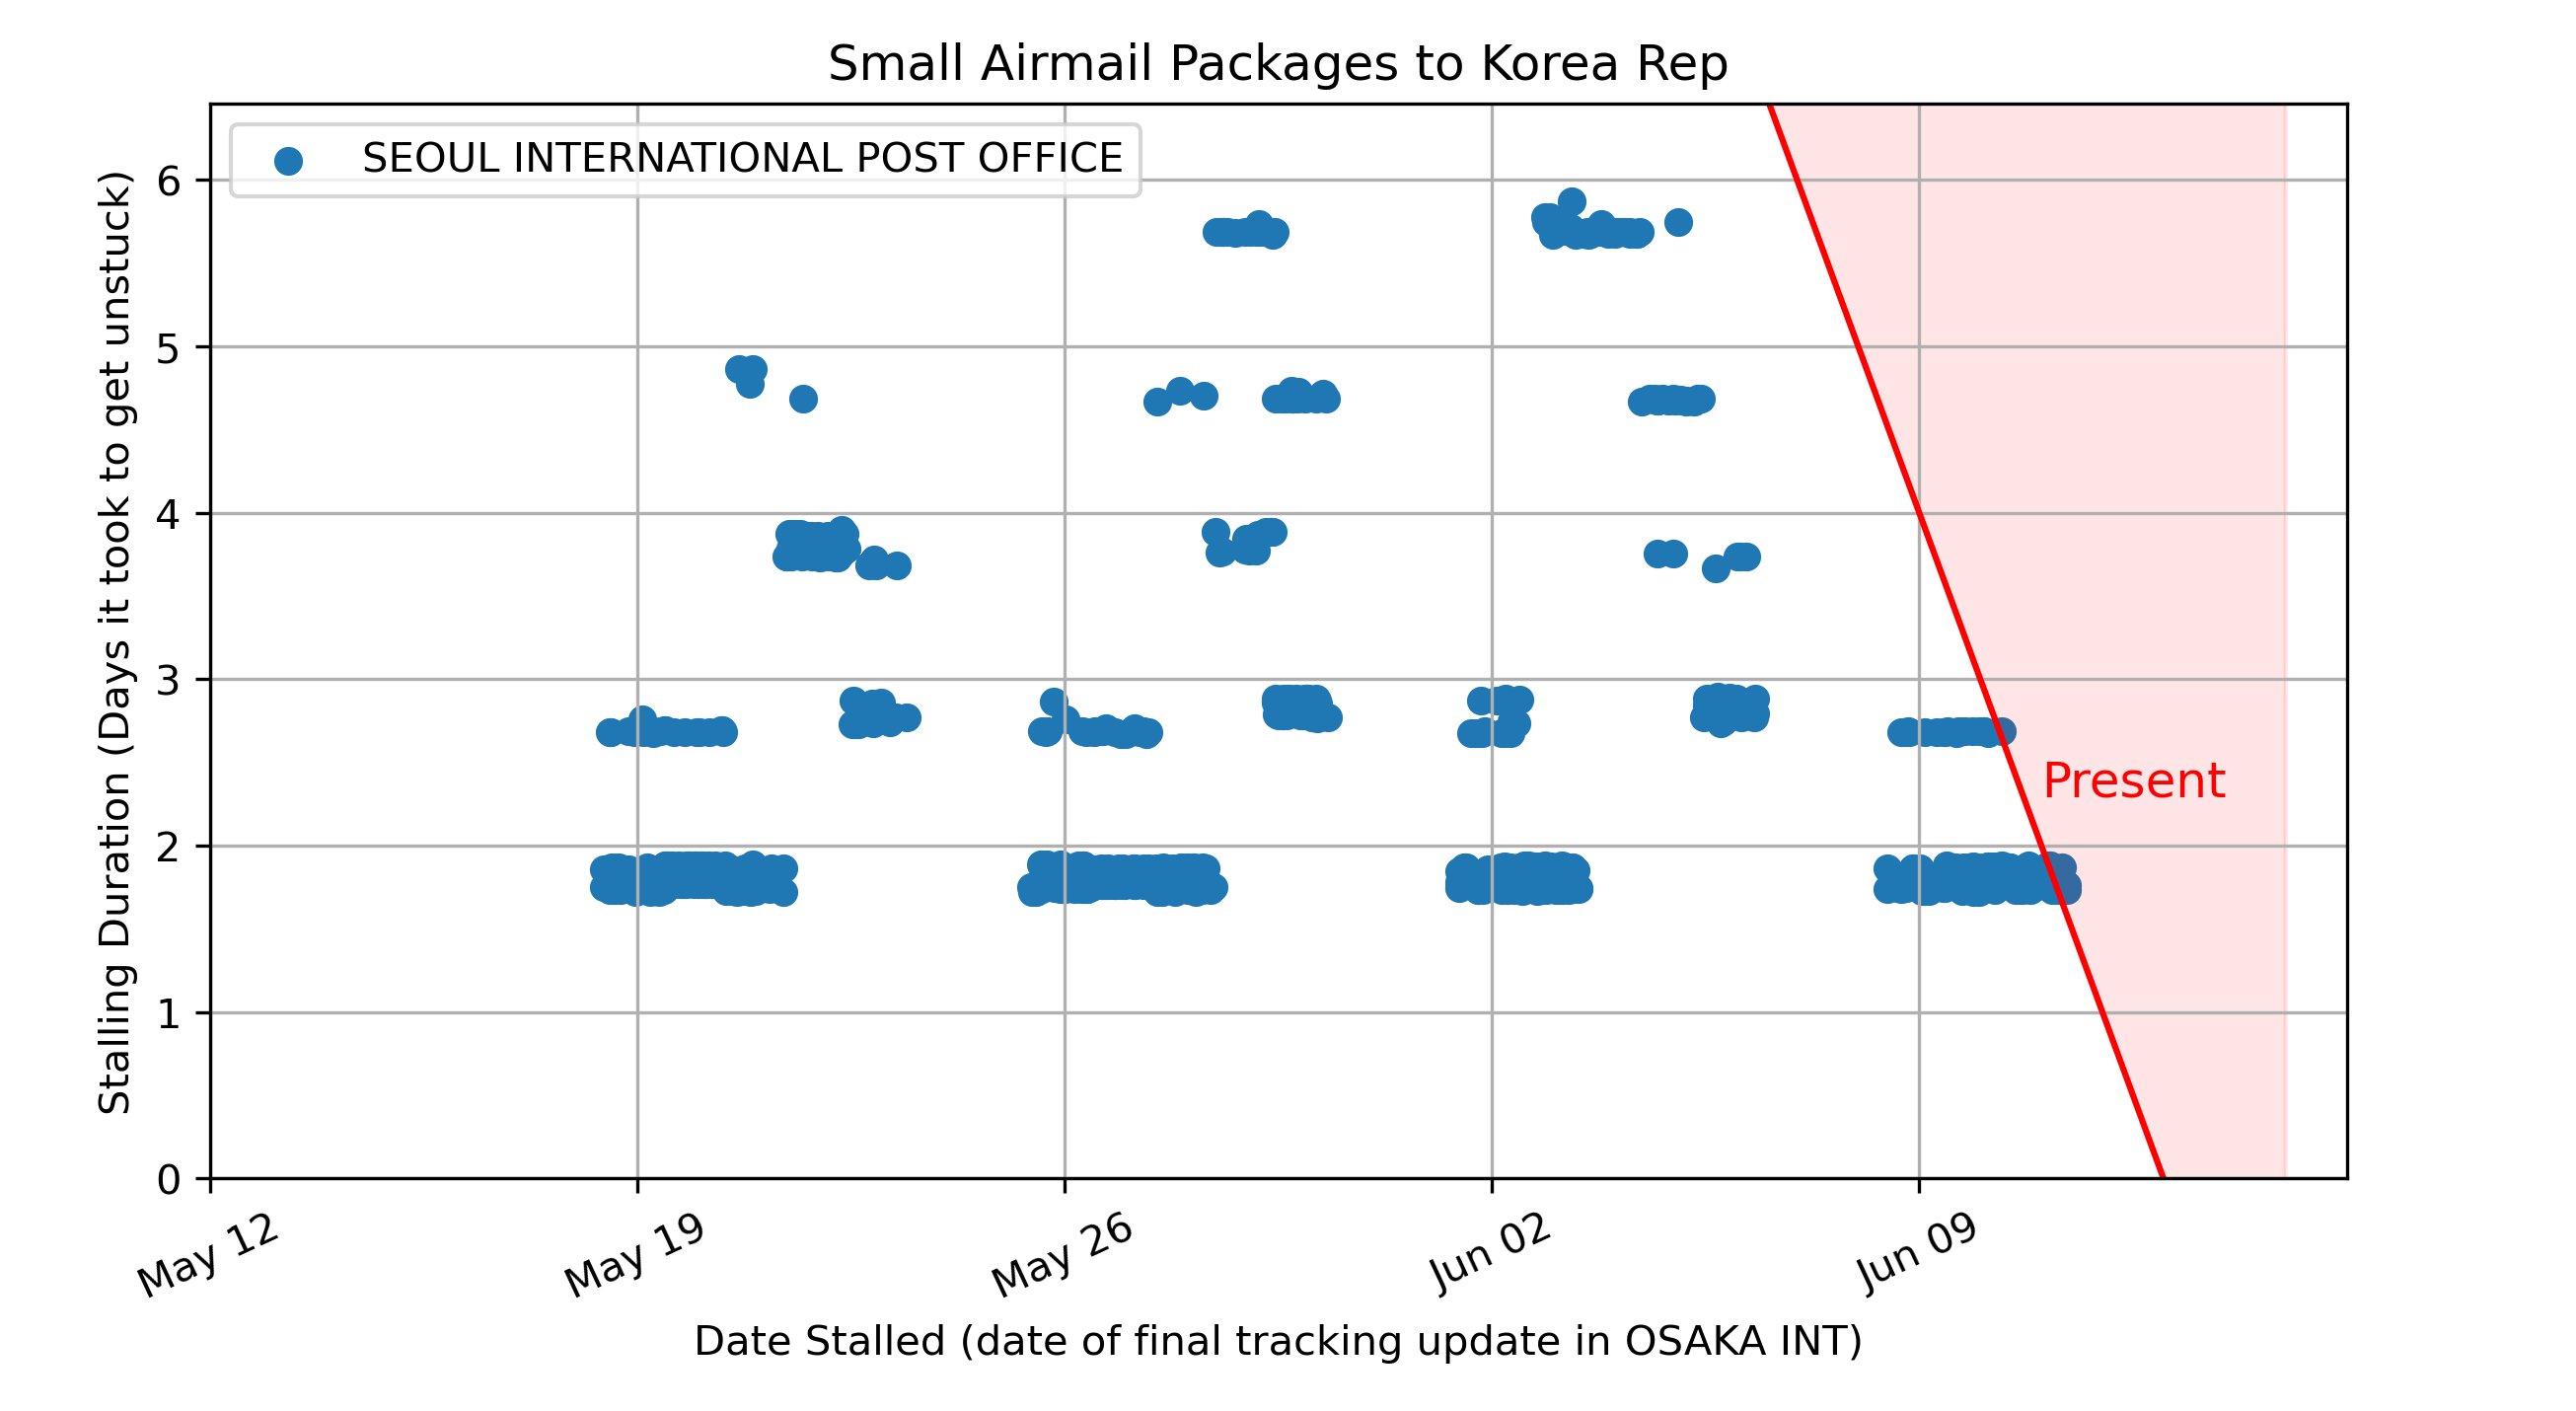 Small Airmail Packages to Korea Rep
SEOUL INTERNATIONAL POST OFFICE
Stalling Duration (Days it took to get unstuck)
6
5
4
3
2
1
0
Present
May 12
May 19
May 26
Jun 02
Jun 09
Date Stalled (date of final tracking update in OSAKA INT)